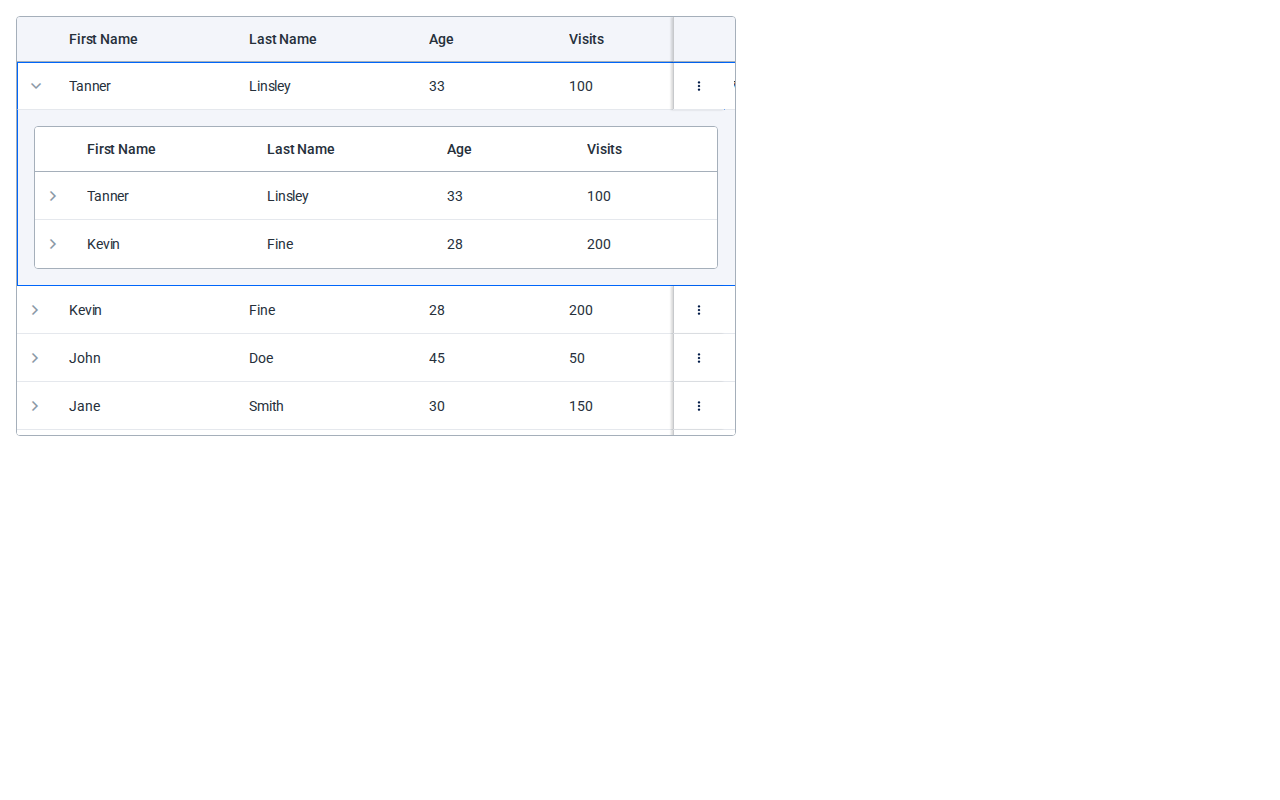 First Name Last Name Age Visits
Tanner Linsley 33 100
First Name Last Name Age Visits
Tanner Linsley 33 100
Kevin Fine 28 200
Kevin Fine 28 200
John Doe 45 50
Jane Smith 30 150